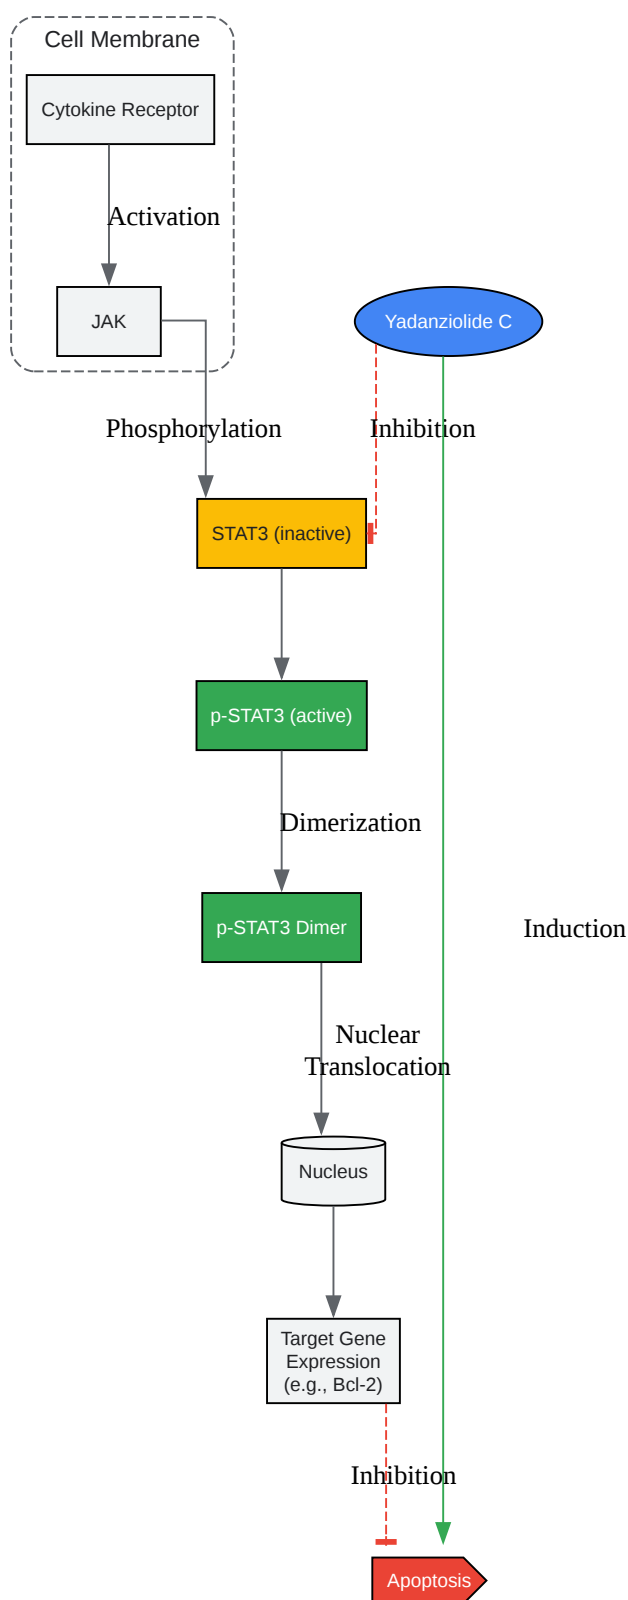 Cell Membrane
Cytokine Receptor
Activation
JAK
Yadanziolide C
Phosphorylation
Inhibition
STAT3 (inactive)
p-STAT3 (active)
Dimerization
p-STAT3 Dimer
Induction
Nuclear
Translocation
Nucleus
Target Gene
Expression
(e.g., Bcl-2)
Inhibition
Apoptosis